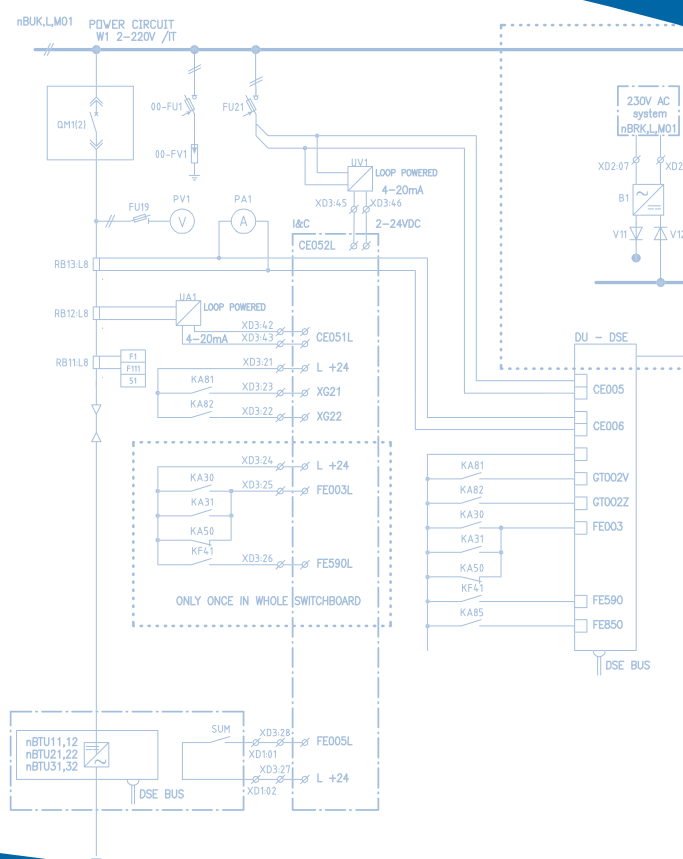 nBUK,L,M01
POWER CIRCUIT
W1 2-220V /IT
QM1(2)
00-FU1
FU21
00-FV1
UV1
LOOP POWERED
4-20mA
XD3:45
XD3:46
FU19
PV1
V
PA1
A
I&C
2-24VDC
CE052L
230V AC
system
nBRK,L,M01
XD2:07
XD2
B1
V11
V12
RB13:L8
UA1
LOOP POWERED
RB12:L8
4-20mA
XD3:42
XD3:43
CE051L
RB11:L8
F1
F111
S1
XD3:21
L +24
KA81
XD3:23
XG21
KA82
XD3:22
XG22
XD3:24
L +24
KA30
XD3:25
FE003L
KA31
KA50
KF41
XD3:26
FE590L
ONLY ONCE IN WHOLE SWITCHBOARD
DU - DSE
CE005
CE006
KA81
GT002V
KA82
GT002Z
KA30
FE003
KA31
KA50
KF41
FE590
KA85
FE850
DSE BUS
nBTU11,12
nBTU21,22
nBTU31,32
DSE BUS
SUM
XD3:28
XD1:01
FE005L
XD3:27
XD1:02
L +24